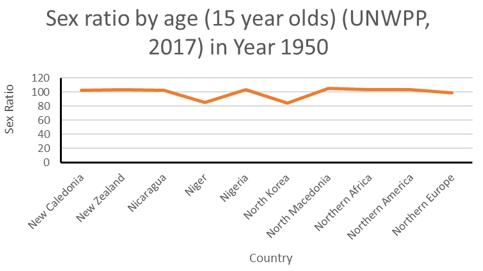 Sex ratio by age (15 year olds) (UNWPP,
2017) in Year 1950
Sex Ratio
120
100
80
60
40
20
0
New Caledonia
New Zealand
Nicaragua
Niger
Nigeria
North Korea
North Macedonia
Northern Africa
Northern America
Northern Europe
Country